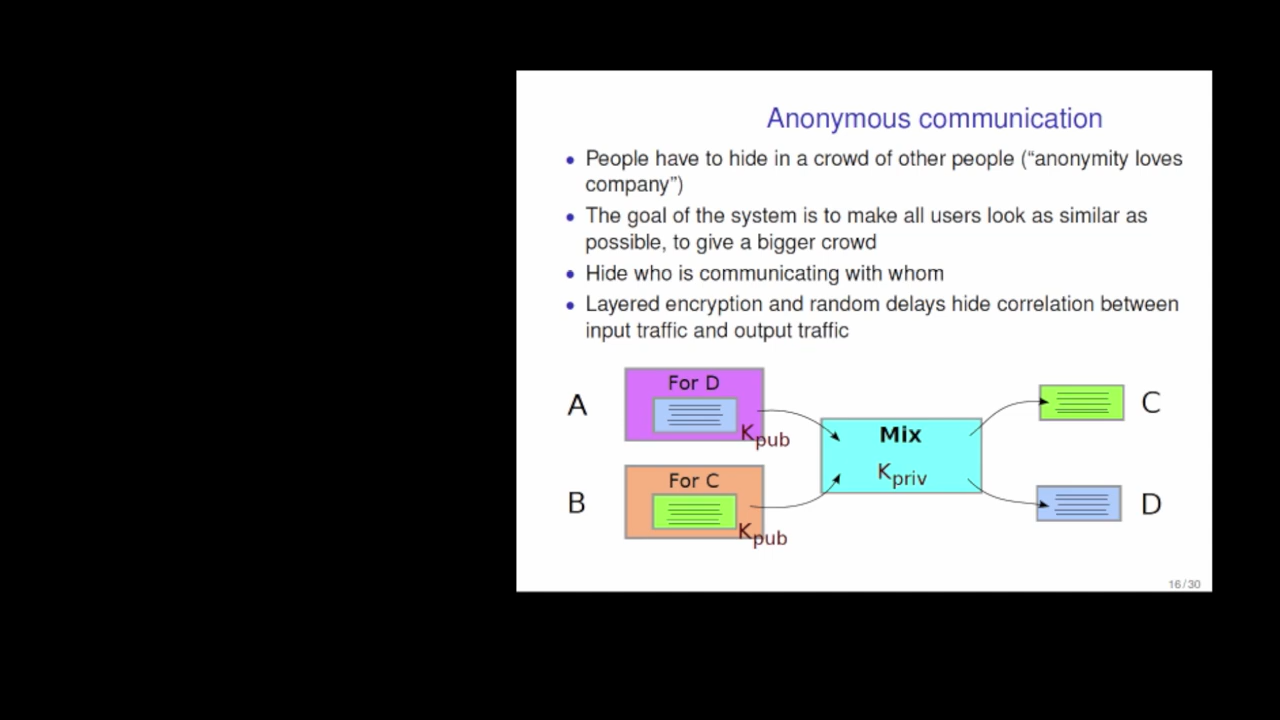 Anonymous communication
• People have to hide in a crowd of other people (“anonymity loves
company”)
• The goal of the system is to make all users look as similar as
possible, to give a bigger crowd
• Hide who is communicating with whom
• Layered encryption and random delays hide correlation between
input traffic and output traffic
A
For D
Kpub
B
For C
Kpub
Mix
Kpriv
C
D
16/30